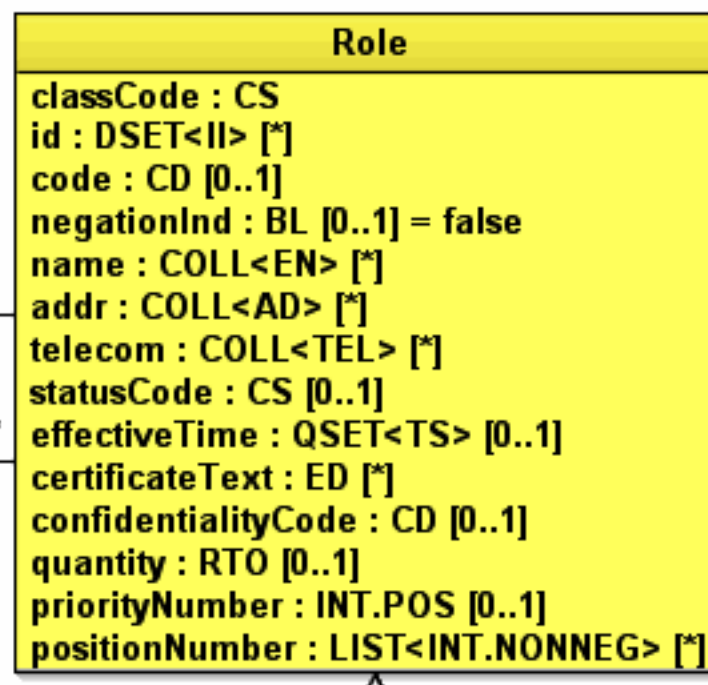 Role
classCode : CS
id : DSET<II> [*]
code : CD [0..1]
negationInd : BL [0..1] = false
name : COLL<EN> [*]
addr : COLL<AD> [*]
telecom : COLL<TEL> [*]
statusCode : CS [0..1]
effectiveTime : QSET<TS> [0..1]
certificateText : ED [*]
confidentialityCode : CD [0..1]
quantity : RTO [0..1]
priorityNumber : INT.POS [0..1]
positionNumber : LIST<INT.NONNEG> [*]